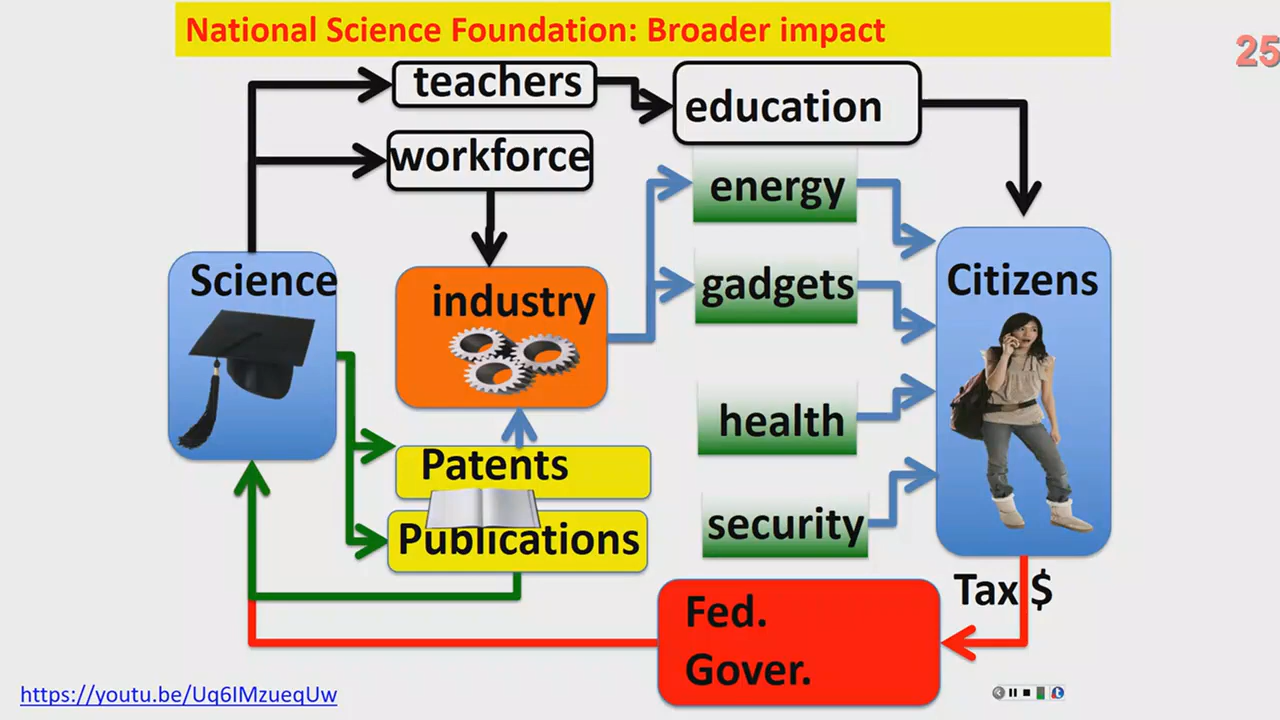 National Science Foundation: Broader impact
25
teachers
education
workforce
energy
Science
industry
gadgets
Citizens
health
Patents
Publications
security
Tax $
Fed.
Gover.
https://youtu.be/Uq6IMzueqUw